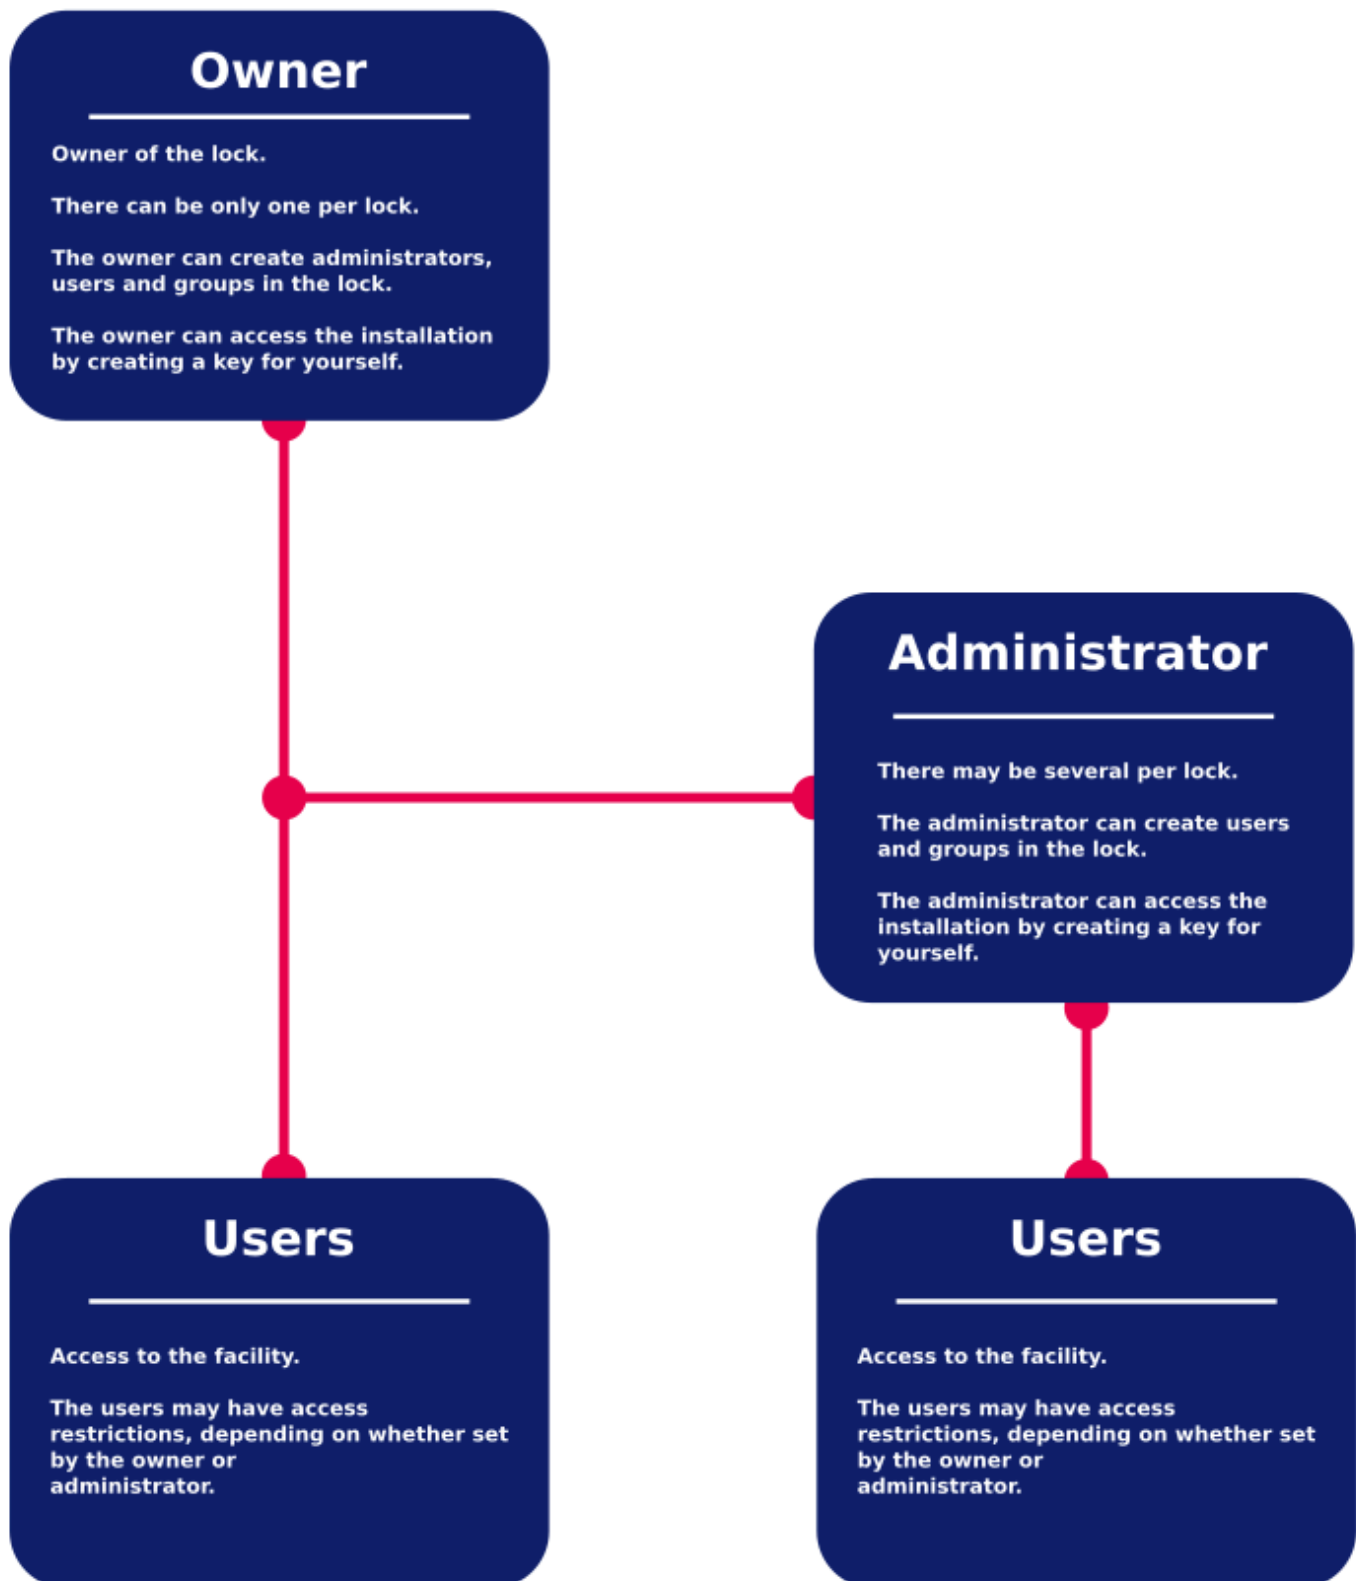 Owner
Owner of the lock.
There can be only one per lock.
The owner can create administrators,
users and groups in the lock.
The owner can access the installation
by creating a key for yourself.
Administrator
There may be several per lock.
The administrator can create users
and groups in the lock.
The administrator can access the
installation by creating a key for
yourself.
Users
Access to the facility.
The users may have access
restrictions, depending on whether set
by the owner or
administrator.
Users
Access to the facility.
The users may have access
restrictions, depending on whether set
by the owner or
administrator.